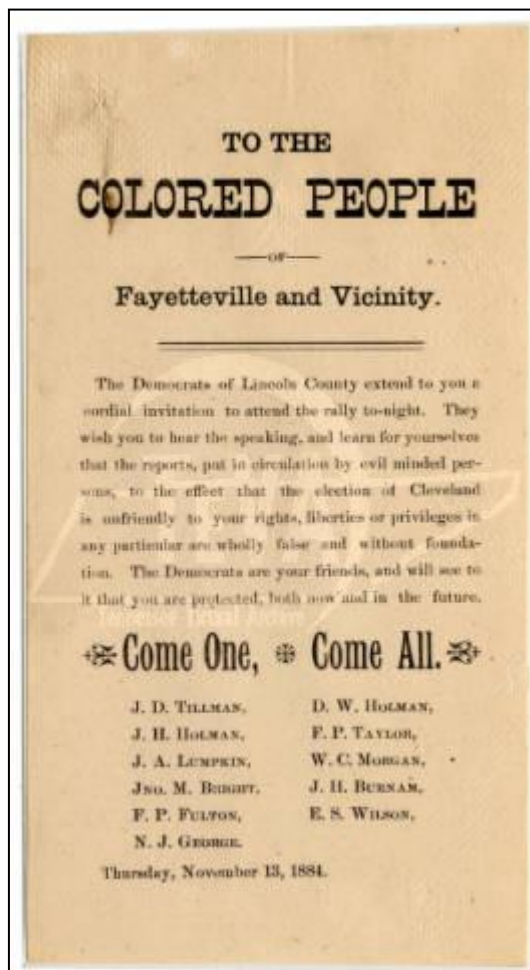 TO THE
COLORED PEOPLE
—OF—
Fayetteville and Vicinity.
The Democrats of Lincoln County extend to you a
cordial invitation to attend the rally to-night. They
wish you to hear the speaking, and learn for yourselves
that the reports, put in circulation by evil minded per-
sons, to the effect that the election of Cleveland
is unfriendly to your rights, liberties or privileges in
any particular are wholly false and without founda-
tion. The Democrats are your friends, and will see to
it that you are protected, both now and in the future.
Come One, Come All.
J. D. TILLMAN, D. W. HOLMAN,
J. H. HOLMAN, F. P. TAYLOR,
J. A. LUMPKIN, W. C. MORGAN,
JNO. M. BRIGHT, J. H. BURNAM,
F. P. FULTON, E. S. WILSON,
N. J. GEORGE.
Thursday, November 13, 1884.